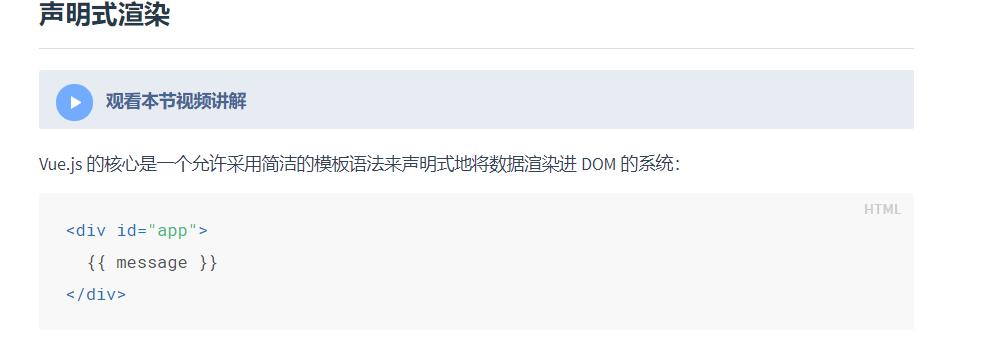 声明式渲染
观看本节视频讲解
Vue.js 的核心是一个允许采用简洁的模板语法来声明式地将数据渲染进 DOM 的系统：
HTML
<div id="app">
  {{ message }}
</div>